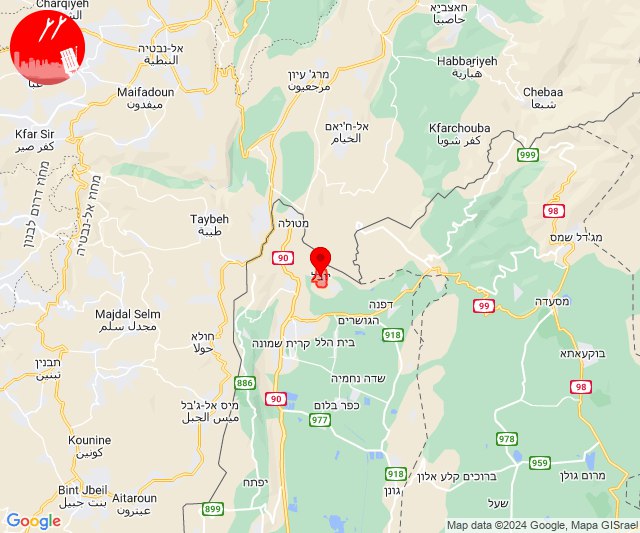 Charqiyeh
חאצביא
حاصبيا
אל-נבטיה
النبطية
Habbariyeh
هبارية
מרג' עיון
مرجعيون
Maifadoun
ميفدون
Chebaa
شبعا
Kfar Sir
كفر صير
אל-ח'יאם
الخيام
Kfarchouba
كفر شوبا
999
מחוז דרום לבנון
מחוז אל-נבטיה
Taybeh
طيبة
מטולה
98
מג'דל שמס
90
יובל
99
מסעדה
דפנה
הגושרים
Majdal Selm
مجدل سلم
חולא
حولا
918
קרית שמונה
בית הלל
בוקעאתא
תבנין
تبنين
886
שדה נחמיה
98
90
מיס אל-ג'בל
ميس الجبل
כפר בלום
977
Kounine
كونين
978
959
918
ברוכים קלע אלון
מרום גולן
Bint Jbeil
بنت جبيل
Aitaroun
عيترون
יפתח
גונן
899
שעל
Google
Map data ©2024 Google, Mapa GISrael